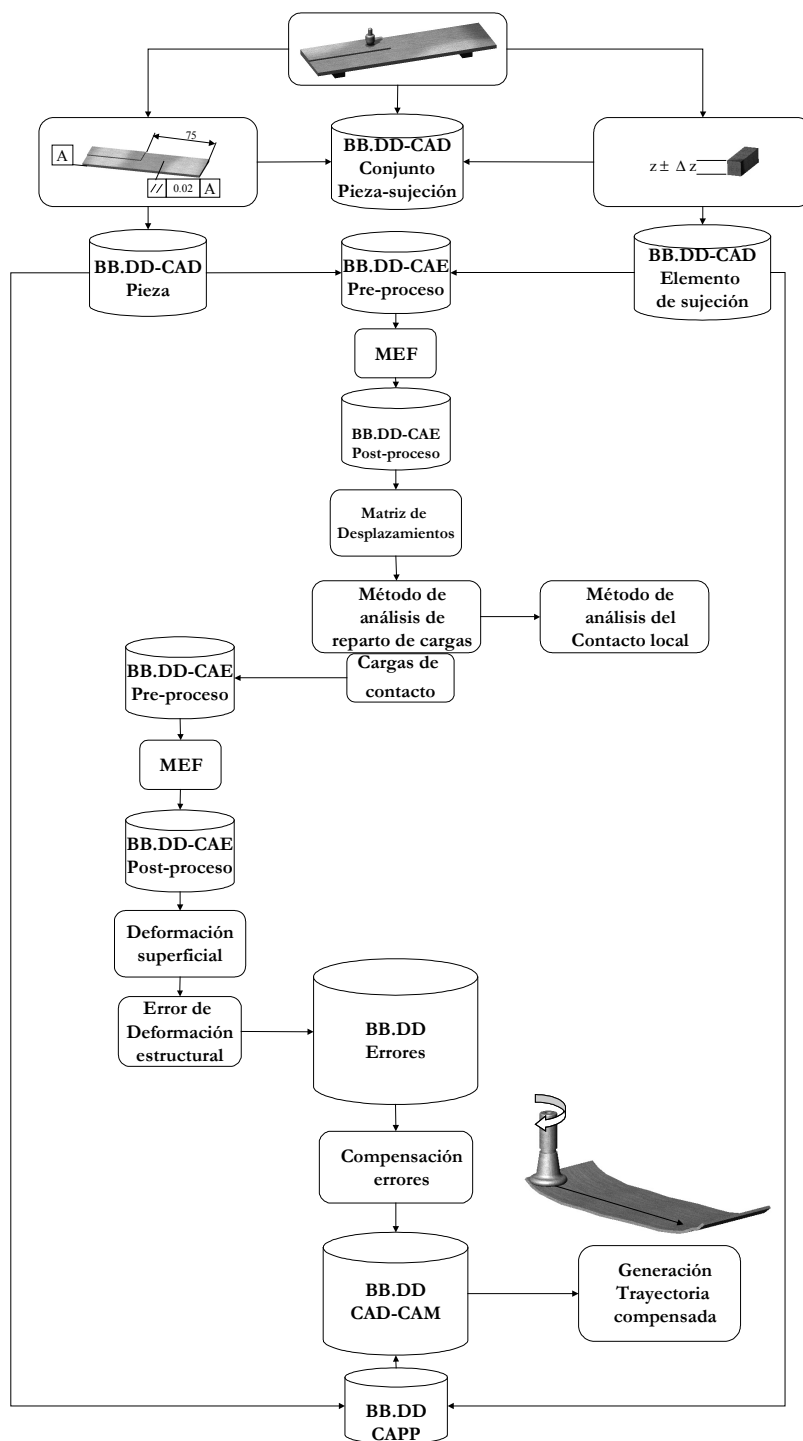 75
A
// 0.02 A
BB.DD-CAD
Conjunto
Pieza-sujeción
z ± Δ z
BB.DD-CAD
Pieza
BB.DD-CAE
Pre-proceso
BB.DD-CAD
Elemento
de sujeción
MEF
BB.DD-CAE
Post-proceso
Matriz de
Desplazamientos
Método de
análisis de
reparto de cargas
Método de
análisis del
Contacto local
Cargas de
contacto
BB.DD-CAE
Pre-proceso
MEF
BB.DD-CAE
Post-proceso
Deformación
superficial
Error de
Deformación
estructural
BB.DD
Errores
Compensación
errores
BB.DD
CAD-CAM
Generación
Trayectoria
compensada
BB.DD
CAPP